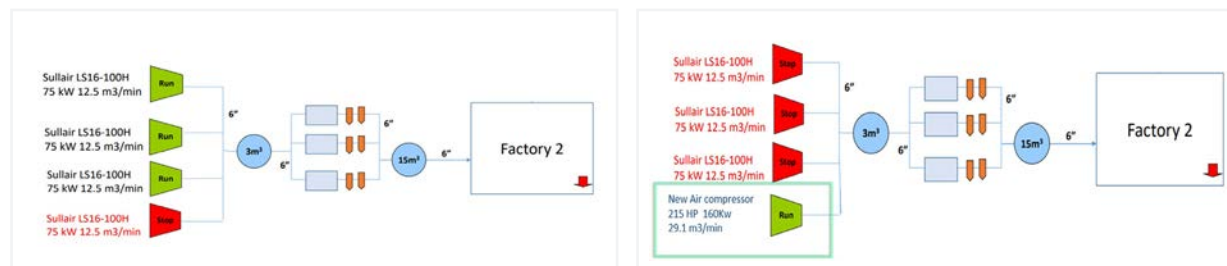 Sullair LS16-100H
75 kW 12.5 m3/min
Run
Sullair LS16-100H
75 kW 12.5 m3/min
Run
Sullair LS16-100H
75 kW 12.5 m3/min
Run
Sullair LS16-100H
75 kW 12.5 m3/min
Stop
6”
3m³
6”
6”
15m³
6”
Factory 2
Sullair LS16-100H
75 kW 12.5 m3/min
Stop
Sullair LS16-100H
75 kW 12.5 m3/min
Stop
Sullair LS16-100H
75 kW 12.5 m3/min
Stop
New Air compressor
215 HP 160Kw
29.1 m3/min
Run
6”
3m³
6”
6”
15m³
6”
Factory 2